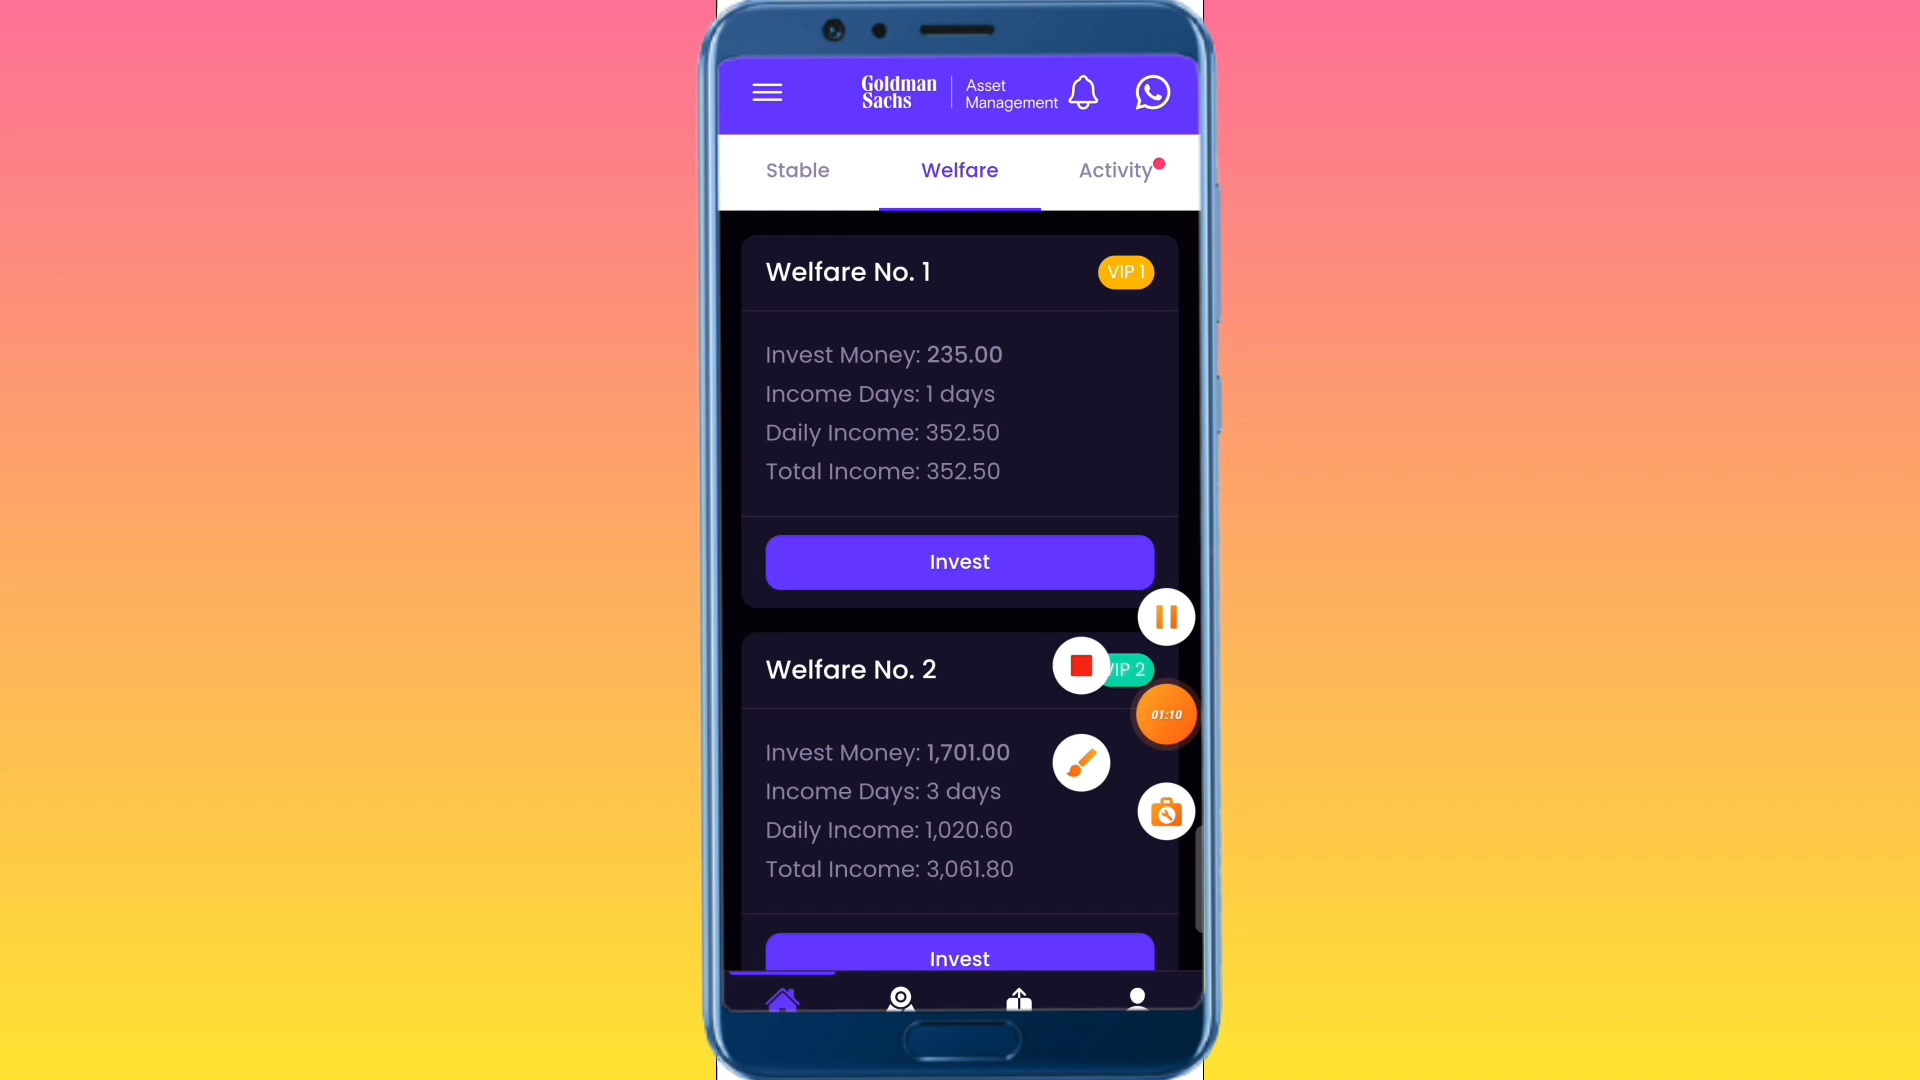 Goldman
Sachs
Asset
Management
Stable
Welfare
Activity
Welfare No. 1
VIP 1
Invest Money: 235.00
Income Days: 1 days
Daily Income: 352.50
Total Income: 352.50
Invest
Welfare No. 2
VIP 2
01:10
Invest Money: 1,701.00
Income Days: 3 days
Daily Income: 1,020.60
Total Income: 3,061.80
Invest